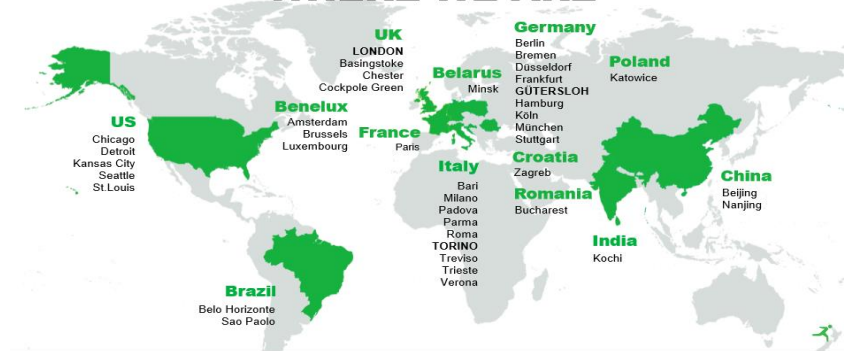 UK
LONDON
Basingstoke
Chester
Cockpole Green
Germany
Berlin
Bremen
Düsseldorf
Frankfurt
GÜTERSLOH
Hamburg
Köln
München
Stuttgart
Poland
Katowice
Belarus
Minsk
Benelux
Amsterdam
Brussels
Luxembourg
US
Chicago
Detroit
Kansas City
Seattle
St.Louis
France
Paris
Italy
Bari
Milano
Padova
Parma
Roma
TORINO
Treviso
Trieste
Verona
Croatia
Zagreb
Romania
Bucharest
China
Beijing
Nanjing
India
Kochi
Brazil
Belo Horizonte
Sao Paolo